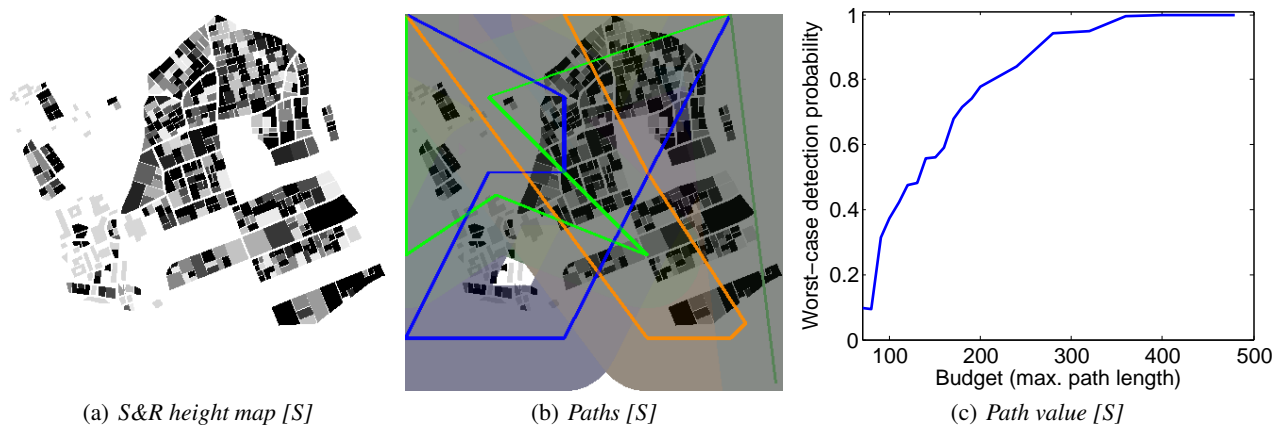 Worst−case detection probability
1
0.8
0.6
0.4
0.2
0
100 200 300 400 500
Budget (max. path length)
(a) S&R height map [S]
(b) Paths [S]
(c) Path value [S]